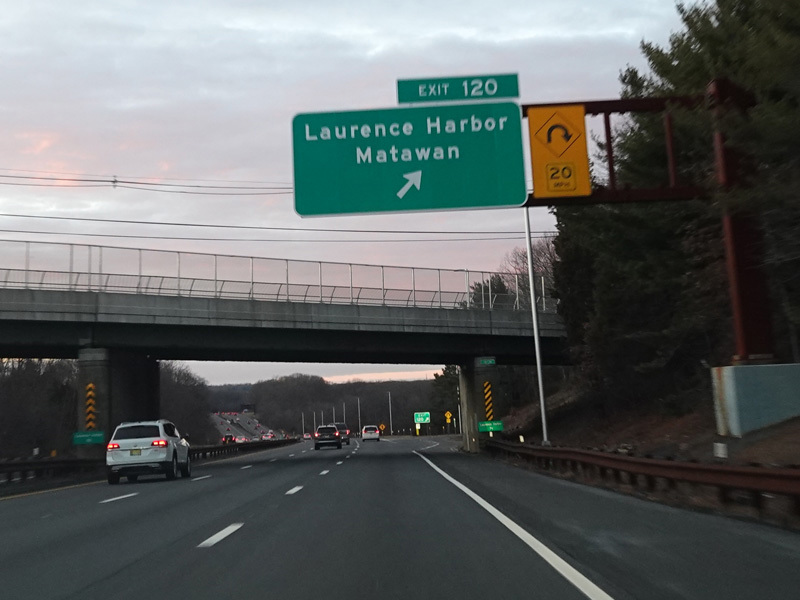 EXIT 120
Laurence Harbor
Matawan
20
MPH